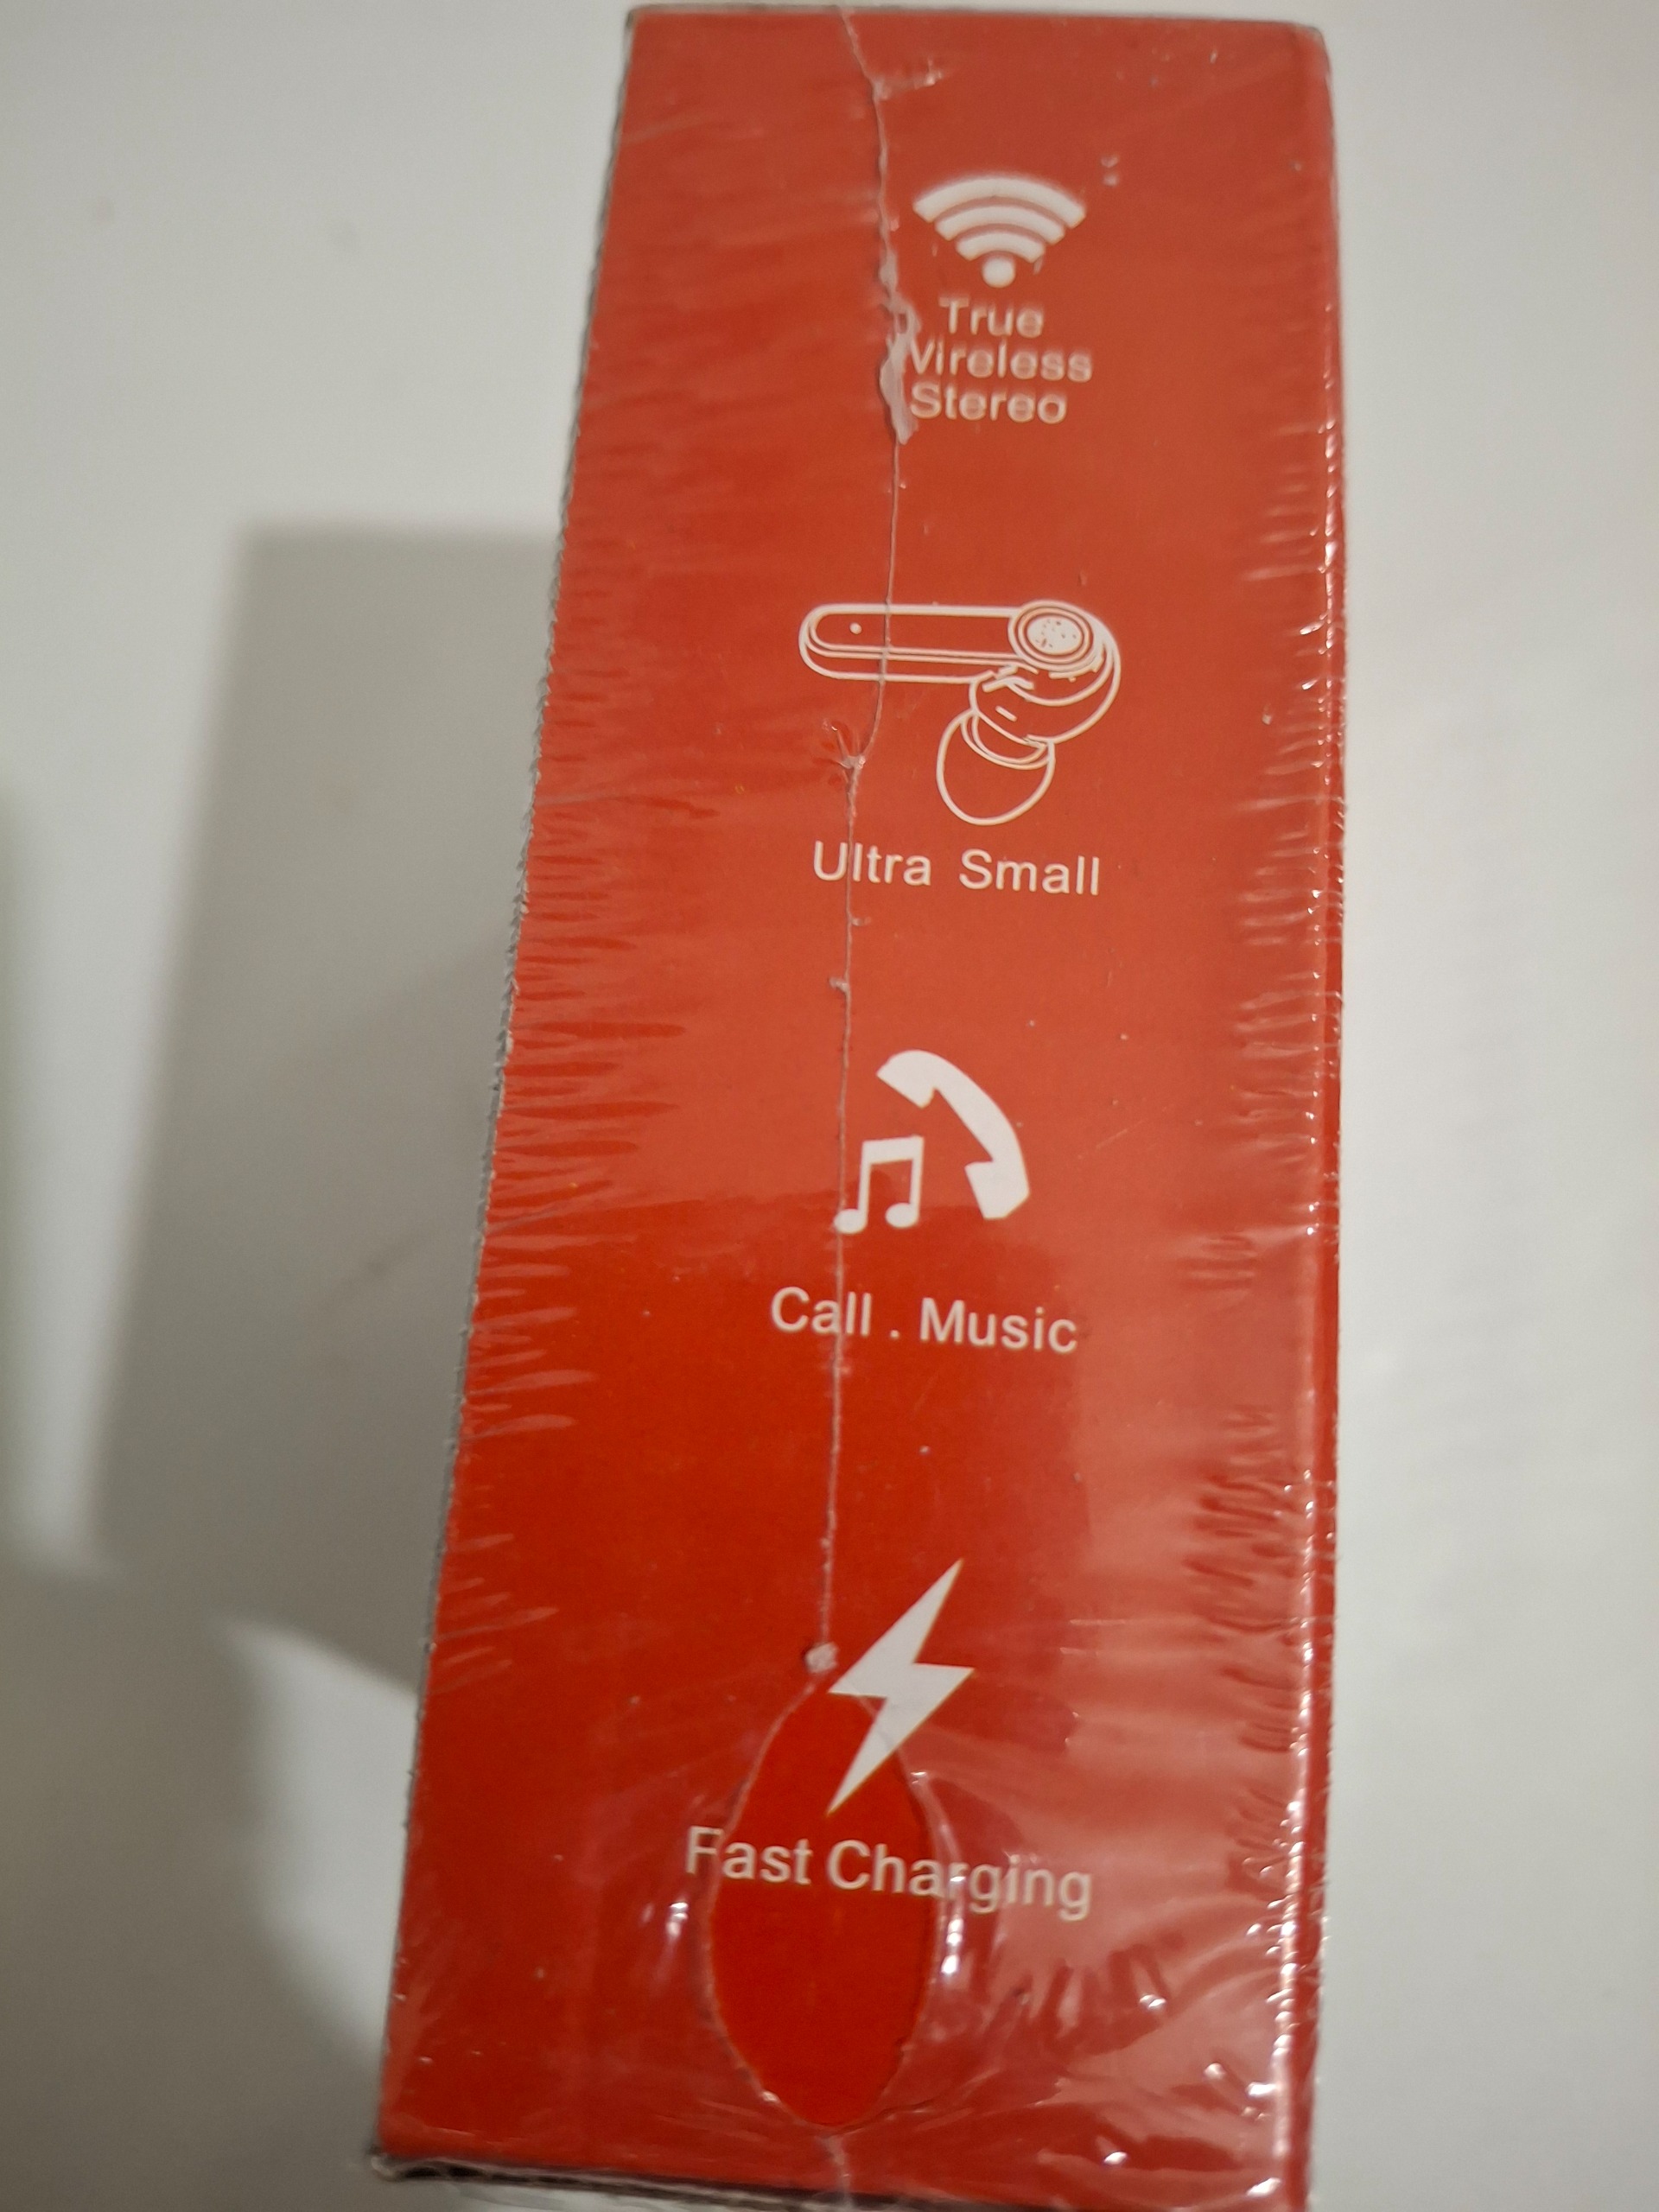 True
Wireless
Stereo
Ultra Small
Call . Music
Fast Charging